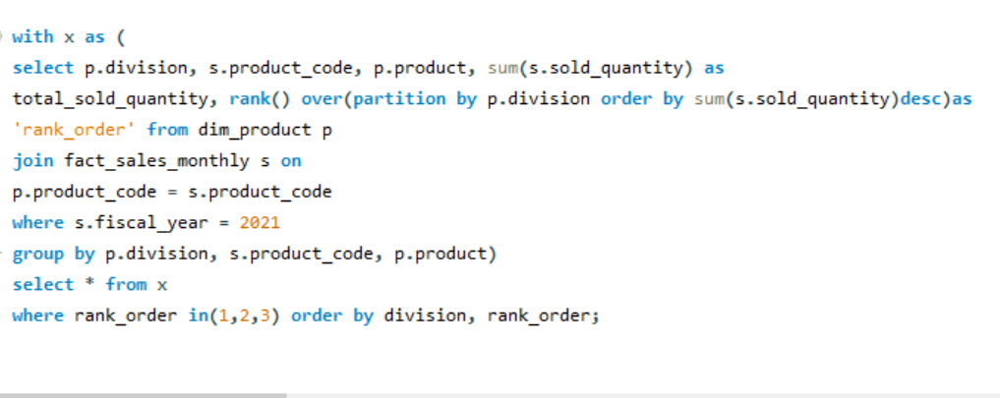 with x as (
select p.division, s.product_code, p.product, sum(s.sold_quantity) as
total_sold_quantity, rank() over(partition by p.division order by sum(s.sold_quantity)desc)as
'rank_order' from dim_product p
join fact_sales_monthly s on
p.product_code = s.product_code
where s.fiscal_year = 2021
group by p.division, s.product_code, p.product)
select * from x
where rank_order in(1,2,3) order by division, rank_order;